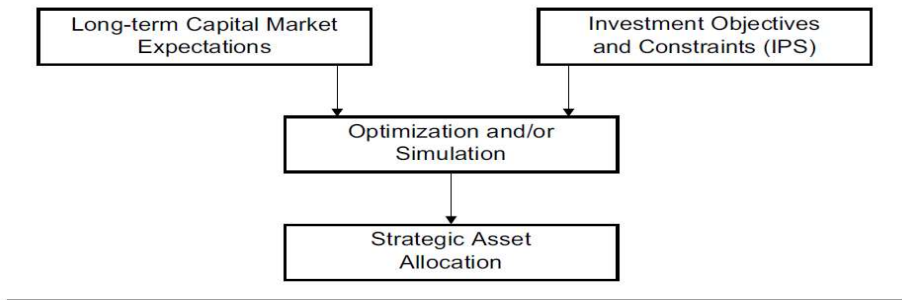 Long-term Capital Market
Expectations
Investment Objectives
and Constraints (IPS)
Optimization and/or
Simulation
Strategic Asset
Allocation